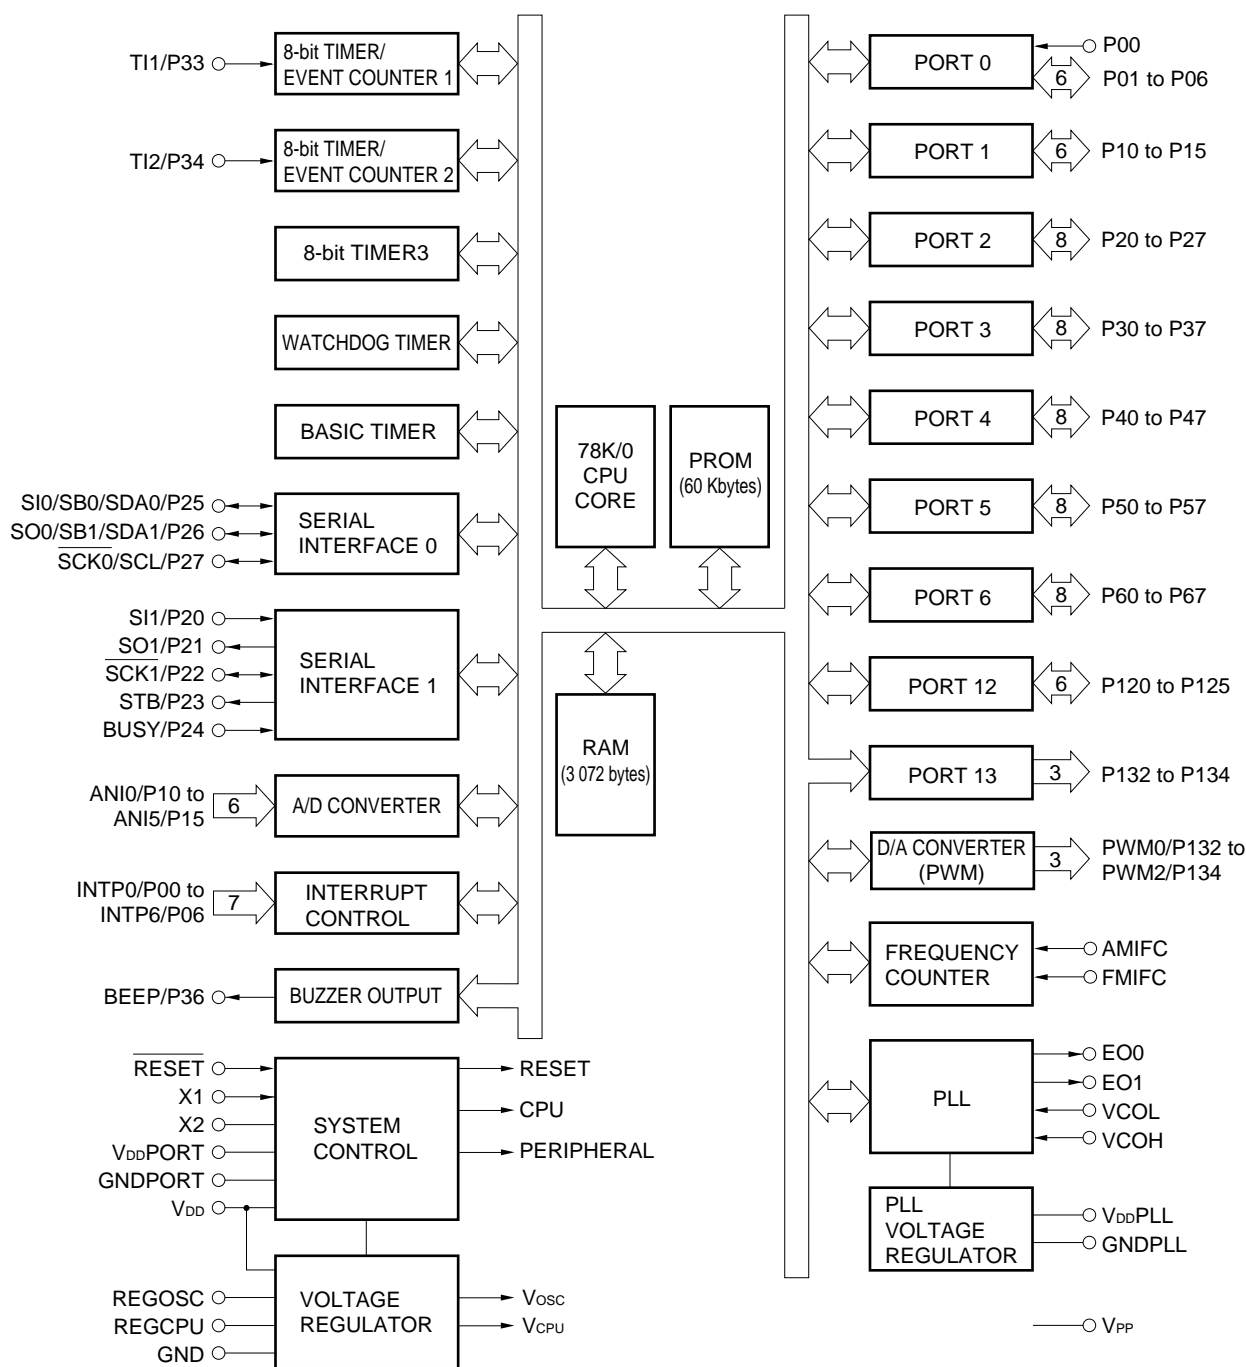 TI1/P33
8-bit TIMER/
EVENT COUNTER 1
TI2/P34
8-bit TIMER/
EVENT COUNTER 2
8-bit TIMER3
WATCHDOG TIMER
BASIC TIMER
SI0/SB0/SDA0/P25
SO0/SB1/SDA1/P26
SCK0/SCL/P27
SERIAL
INTERFACE 0
SI1/P20
SO1/P21
SCK1/P22
STB/P23
BUSY/P24
SERIAL
INTERFACE 1
ANI0/P10 to
ANI5/P15
6
A/D CONVERTER
INTP0/P00 to
INTP6/P06
7
INTERRUPT
CONTROL
BEEP/P36
BUZZER OUTPUT
RESET
X1
X2
VDDPORT
GNDPORT
VDD
SYSTEM
CONTROL
RESET
CPU
PERIPHERAL
REGOSC
REGCPU
GND
VOLTAGE
REGULATOR
VOSC
VCPU
78K/0
CPU
CORE
PROM
(60 Kbytes)
RAM
(3 072 bytes)
PORT 0
P00
6
P01 to P06
PORT 1
6
P10 to P15
PORT 2
8
P20 to P27
PORT 3
8
P30 to P37
PORT 4
8
P40 to P47
PORT 5
8
P50 to P57
PORT 6
8
P60 to P67
PORT 12
6
P120 to P125
PORT 13
3
P132 to P134
D/A CONVERTER
(PWM)
3
PWM0/P132 to
PWM2/P134
FREQUENCY
COUNTER
AMIFC
FMIFC
PLL
EO0
EO1
VCOL
VCOH
PLL
VOLTAGE
REGULATOR
VDDPLL
GNDPLL
VPP